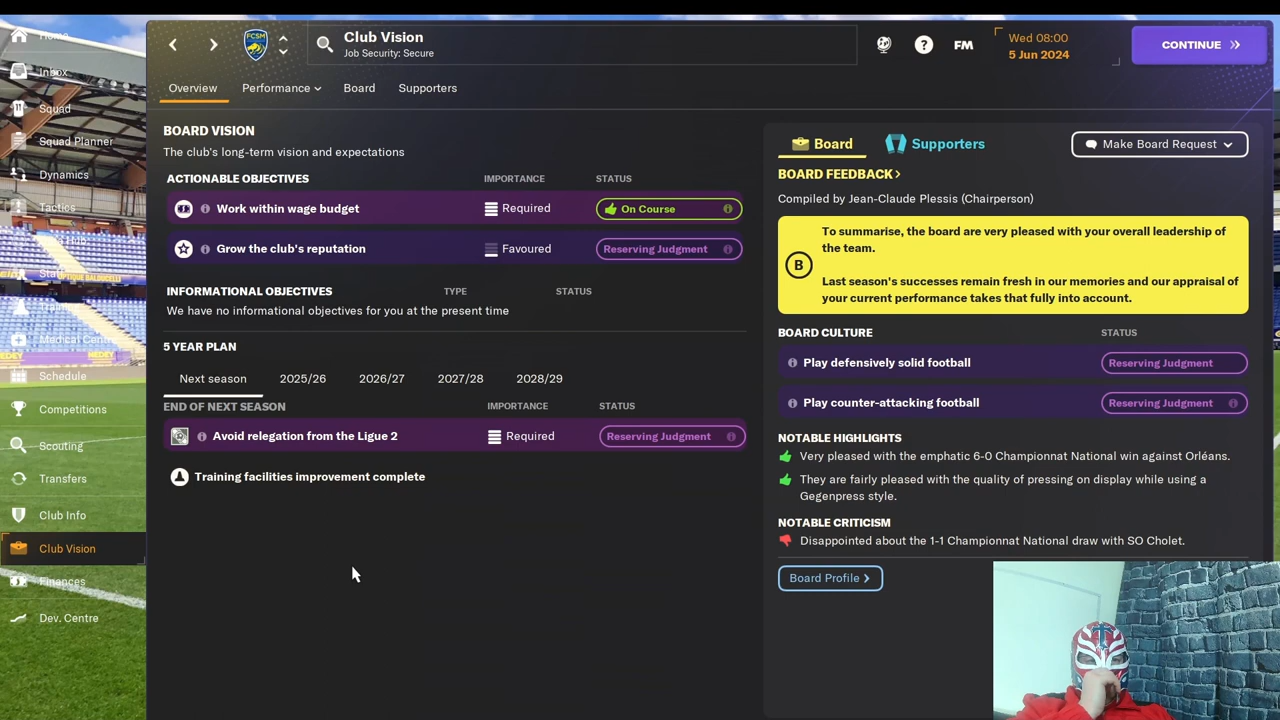 FCSM
Club Vision
Job Security: Secure
?
FM
Wed 08:00
5 Jun 2024
CONTINUE
Home
Inbox
Squad
Squad Planner
Dynamics
Tactics
Medical Centre
Schedule
Competitions
Scouting
Transfers
Club Info
Club Vision
Finances
Dev. Centre
Overview
Performance
Board
Supporters
BOARD VISION
The club's long-term vision and expectations
ACTIONABLE OBJECTIVES IMPORTANCE STATUS
Work within wage budget Required On Course
Grow the club's reputation Favoured Reserving Judgment
INFORMATIONAL OBJECTIVES TYPE STATUS
We have no informational objectives for you at the present time
5 YEAR PLAN
Next season 2025/26 2026/27 2027/28 2028/29
END OF NEXT SEASON IMPORTANCE STATUS
Avoid relegation from the Ligue 2 Required Reserving Judgment
Training facilities improvement complete
Board Supporters Make Board Request
BOARD FEEDBACK >
Compiled by Jean-Claude Plessis (Chairperson)
B
To summarise, the board are very pleased with your overall leadership of
the team.
Last season's successes remain fresh in our memories and our appraisal of
your current performance takes that fully into account.
BOARD CULTURE STATUS
Play defensively solid football Reserving Judgment
Play counter-attacking football Reserving Judgment
NOTABLE HIGHLIGHTS
Very pleased with the emphatic 6-0 Championnat National win against Orléans.
They are fairly pleased with the quality of pressing on display while using a
Gegenpress style.
NOTABLE CRITICISM
Disappointed about the 1-1 Championnat National draw with SO Cholet.
Board Profile >